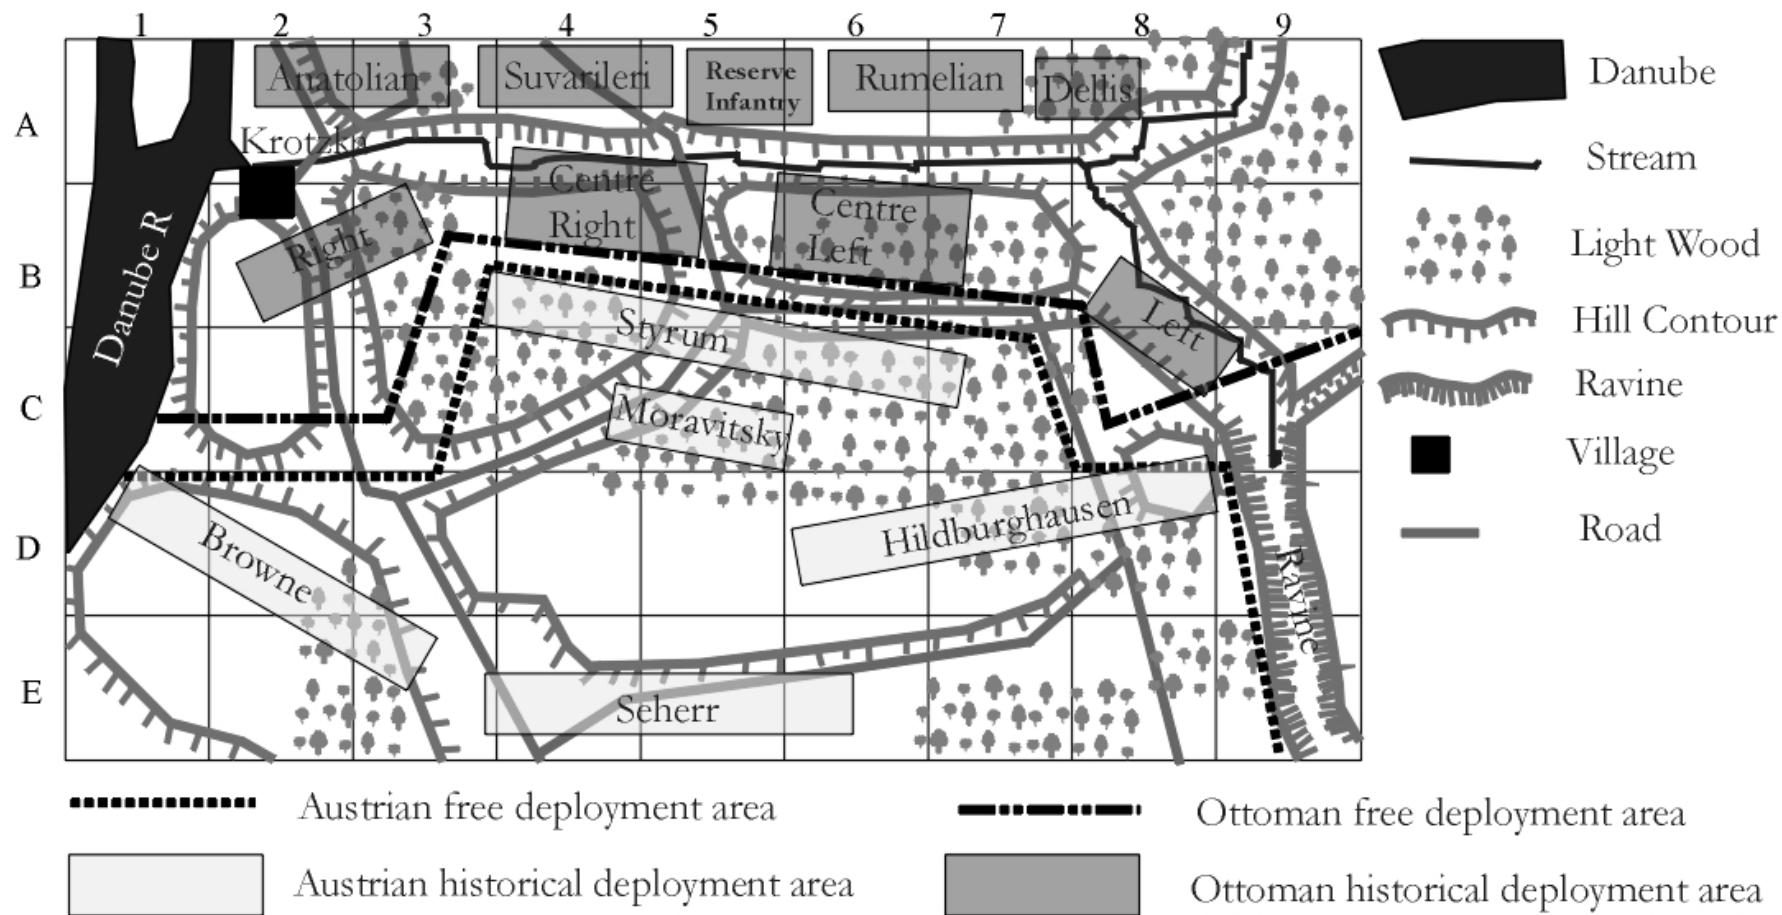 1 2 3 4 5 6 7 8 9
A
B
C
D
E
Anatolian
Suvarileri
Reserve
Infantry
Rumelian
Dellis
Krotzka
Danube R
Right
Centre
Right
Centre
Left
Left
Styrum
Moravitsky
Browne
Hildburghausen
Seherr
Ravine
Danube
Stream
Light Wood
Hill Contour
Ravine
Village
Road
Austrian free deployment area
Ottoman free deployment area
Austrian historical deployment area
Ottoman historical deployment area